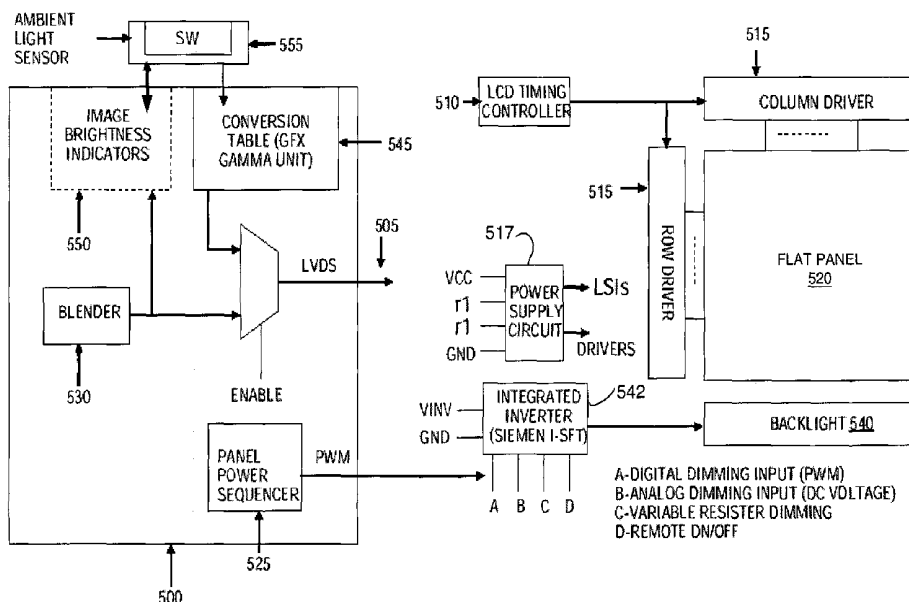 AMBIENT
LIGHT
SENSOR
SW
555
IMAGE
BRIGHTNESS
INDICATORS
CONVERSION
TABLE (GFX
GAMMA UNIT)
545
550
505
LVDS
BLENDER
530
ENABLE
PANEL
POWER
SEQUENCER
PWM
525
500
510
LCD TIMING
CONTROLLER
515
COLUMN DRIVER
515
ROW DRIVER
FLAT PANEL
520
517
VCC
r1
r1
GND
POWER
SUPPLY
CIRCUIT
LSIs
DRIVERS
542
VINV
GND
INTEGRATED
INVERTER
(SIEMEN I-SFT)
A B C D
BACKLIGHT 540
A-DIGITAL DIMMING INPUT (PWM)
B-ANALOG DIMMING INPUT (DC VOLTAGE)
C-VARIABLE RESISTER DIMMING
D-REMOTE ON/OFF